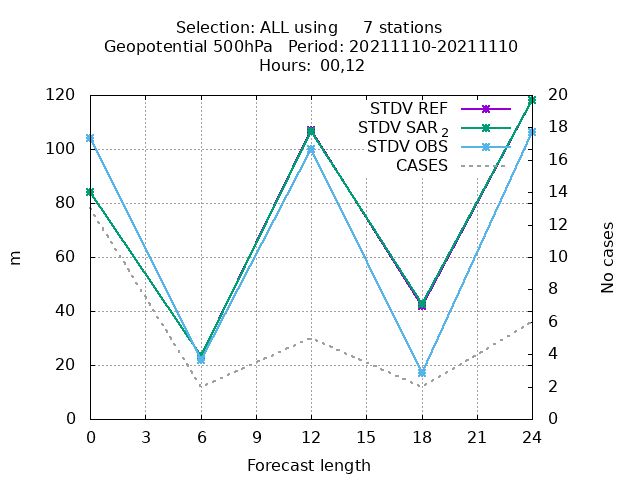 Selection: ALL using 7 stations
Geopotential 500hPa Period: 20211110-20211110
Hours: 00,12
STDV REF
STDV SAR 2
STDV OBS
CASES
120
100
80
60
40
20
0
m
20
18
16
14
12
10
8
6
4
2
0
No cases
0 3 6 9 12 15 18 21 24
Forecast length